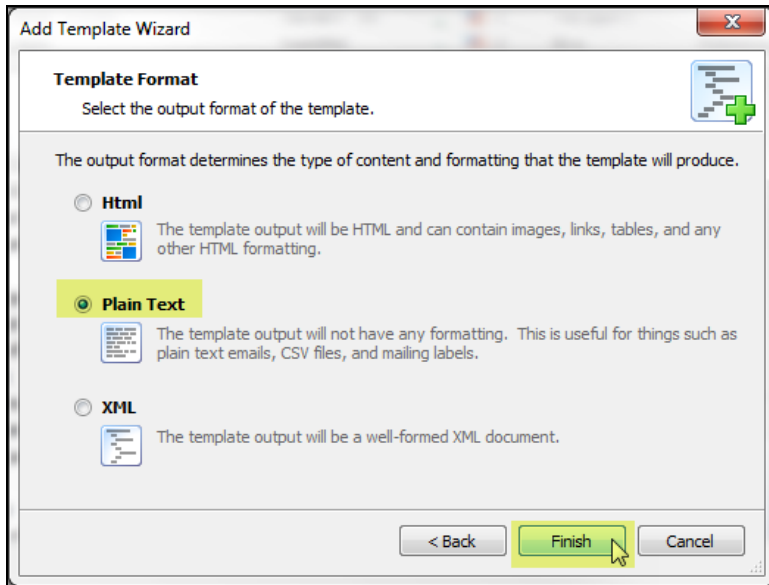 Add Template Wizard
Template Format
Select the output format of the template.
The output format determines the type of content and formatting that the template will produce.
Html
The template output will be HTML and can contain images, links, tables, and any
other HTML formatting.
Plain Text
The template output will not have any formatting.  This is useful for things such as
plain text emails, CSV files, and mailing labels.
XML
The template output will be a well-formed XML document.
< Back Finish Cancel